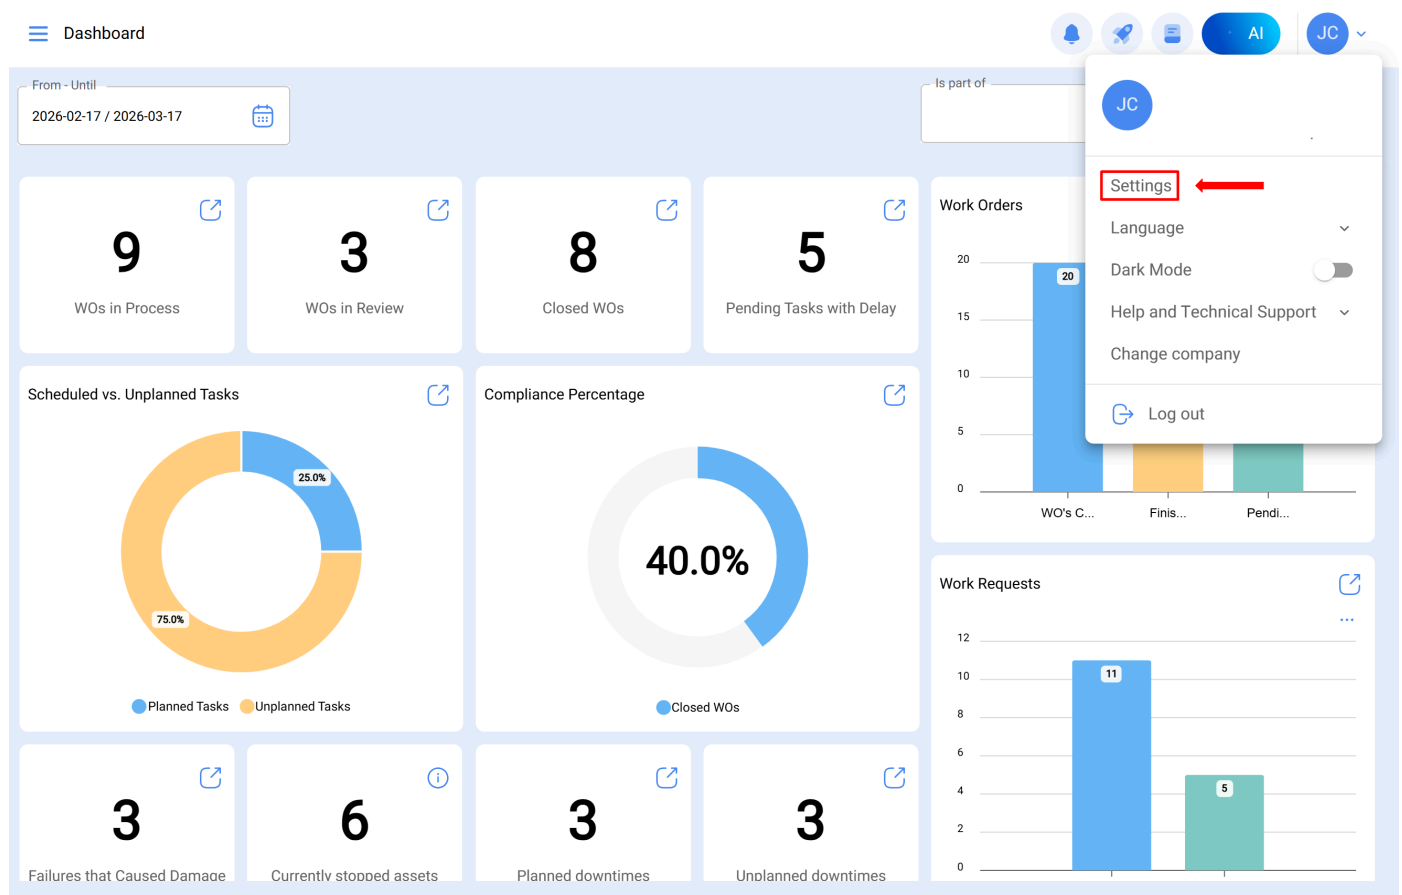 Dashboard
AI
JC
From - Until
2026-02-17 / 2026-03-17
Is part of
JC
Settings
Language
Dark Mode
Help and Technical Support
Change company
Log out
9
WOs in Process
3
WOs in Review
8
Closed WOs
5
Pending Tasks with Delay
Work Orders
20
15
10
5
0
20
WO's C...
Finis...
Pendi...
Scheduled vs. Unplanned Tasks
25.0%
75.0%
Planned Tasks
Unplanned Tasks
Compliance Percentage
40.0%
Closed WOs
Work Requests
12
10
8
6
4
2
0
11
5
3
Failures that Caused Damage
6
Currently stopped assets
3
Planned downtimes
3
Unplanned downtimes